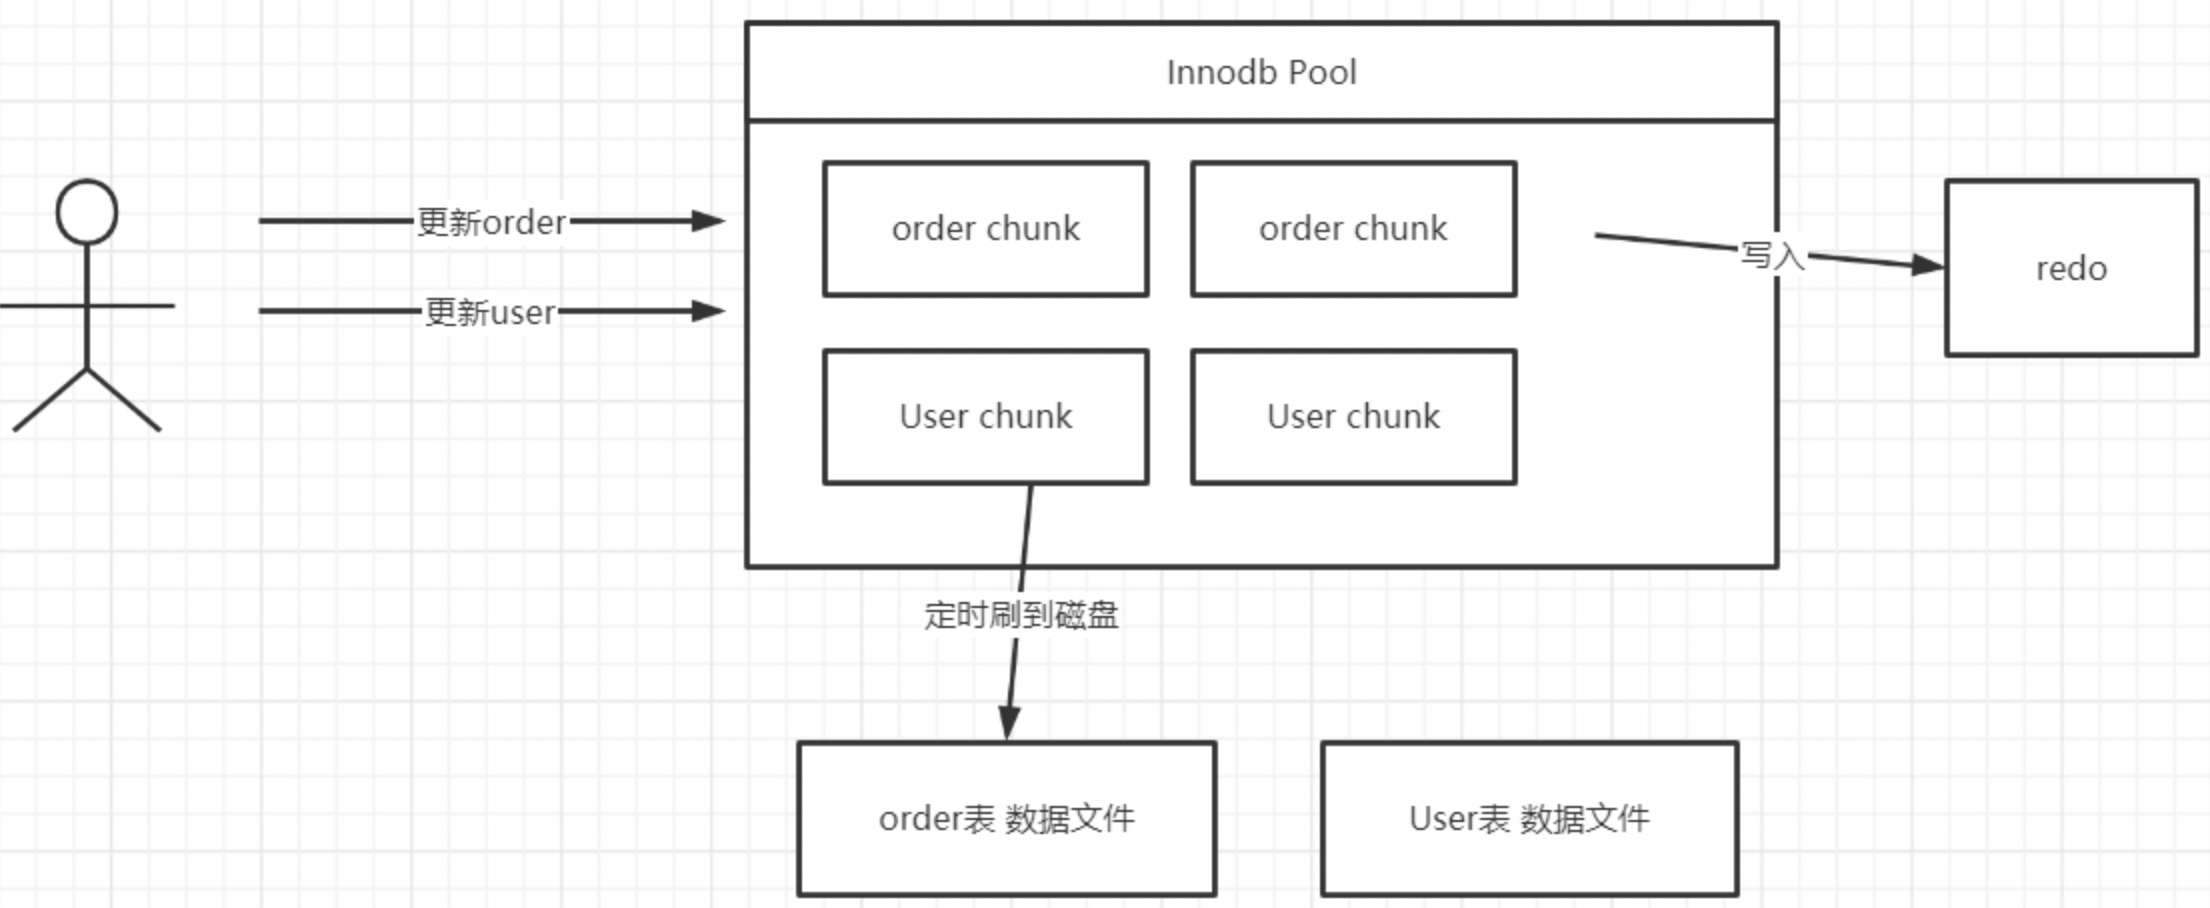 Innodb Pool
更新order
更新user
order chunk
order chunk
User chunk
User chunk
写入
redo
定时刷到磁盘
order表 数据文件
User表 数据文件